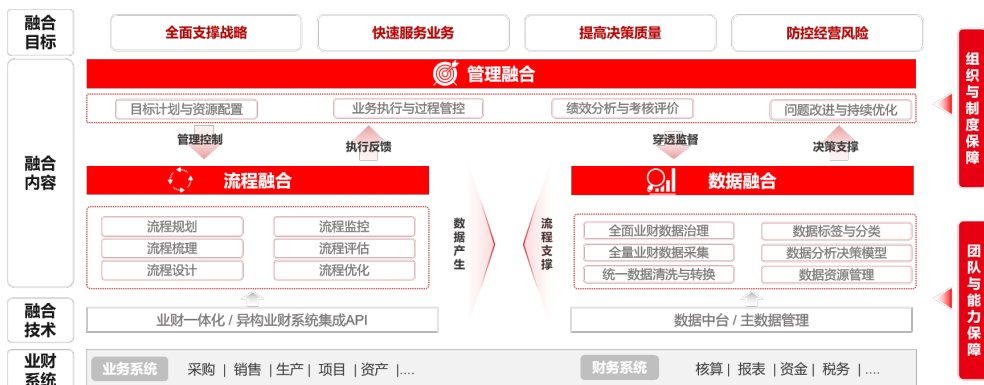 融合
目标
全面支撑战略
快速服务业务
提高决策质量
防控经营风险
融合
内容
管理融合
目标计划与资源配置
业务执行与过程管控
绩效分析与考核评价
问题改进与持续优化
管理控制
执行反馈
穿透监督
决策支撑
流程融合
流程规划
流程监控
流程梳理
流程评估
流程设计
流程优化
数据产生
流程支撑
数据融合
全面业财数据治理
数据标签与分类
全量业财数据采集
数据分析决策模型
统一数据清洗与转换
数据资源管理
融合
技术
业财一体化 / 异构业财系统集成API
数据中台 / 主数据管理
业财
系统
业务系统
采购 | 销售 | 生产 | 项目 | 资产 |....
财务系统
核算 | 报表 | 资金 | 税务 | ....
组织与制度保障
团队与能力保障